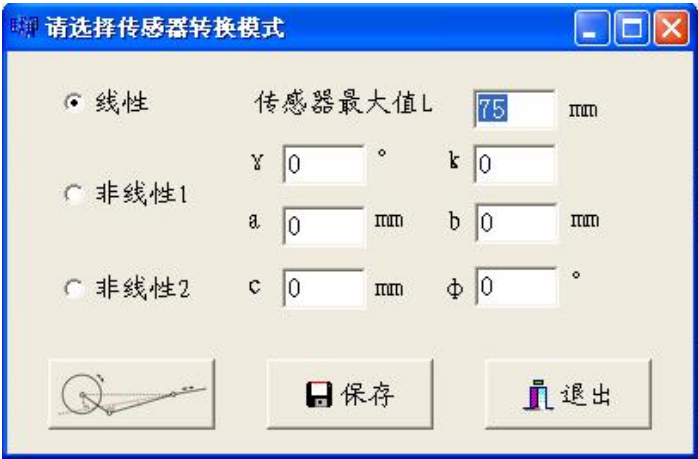 请选择传感器转换模式
线性 传感器最大值L 75 mm
γ 0 ° k 0
非线性1
a 0 mm b 0 mm
非线性2 c 0 mm ф 0 °
保存 退出